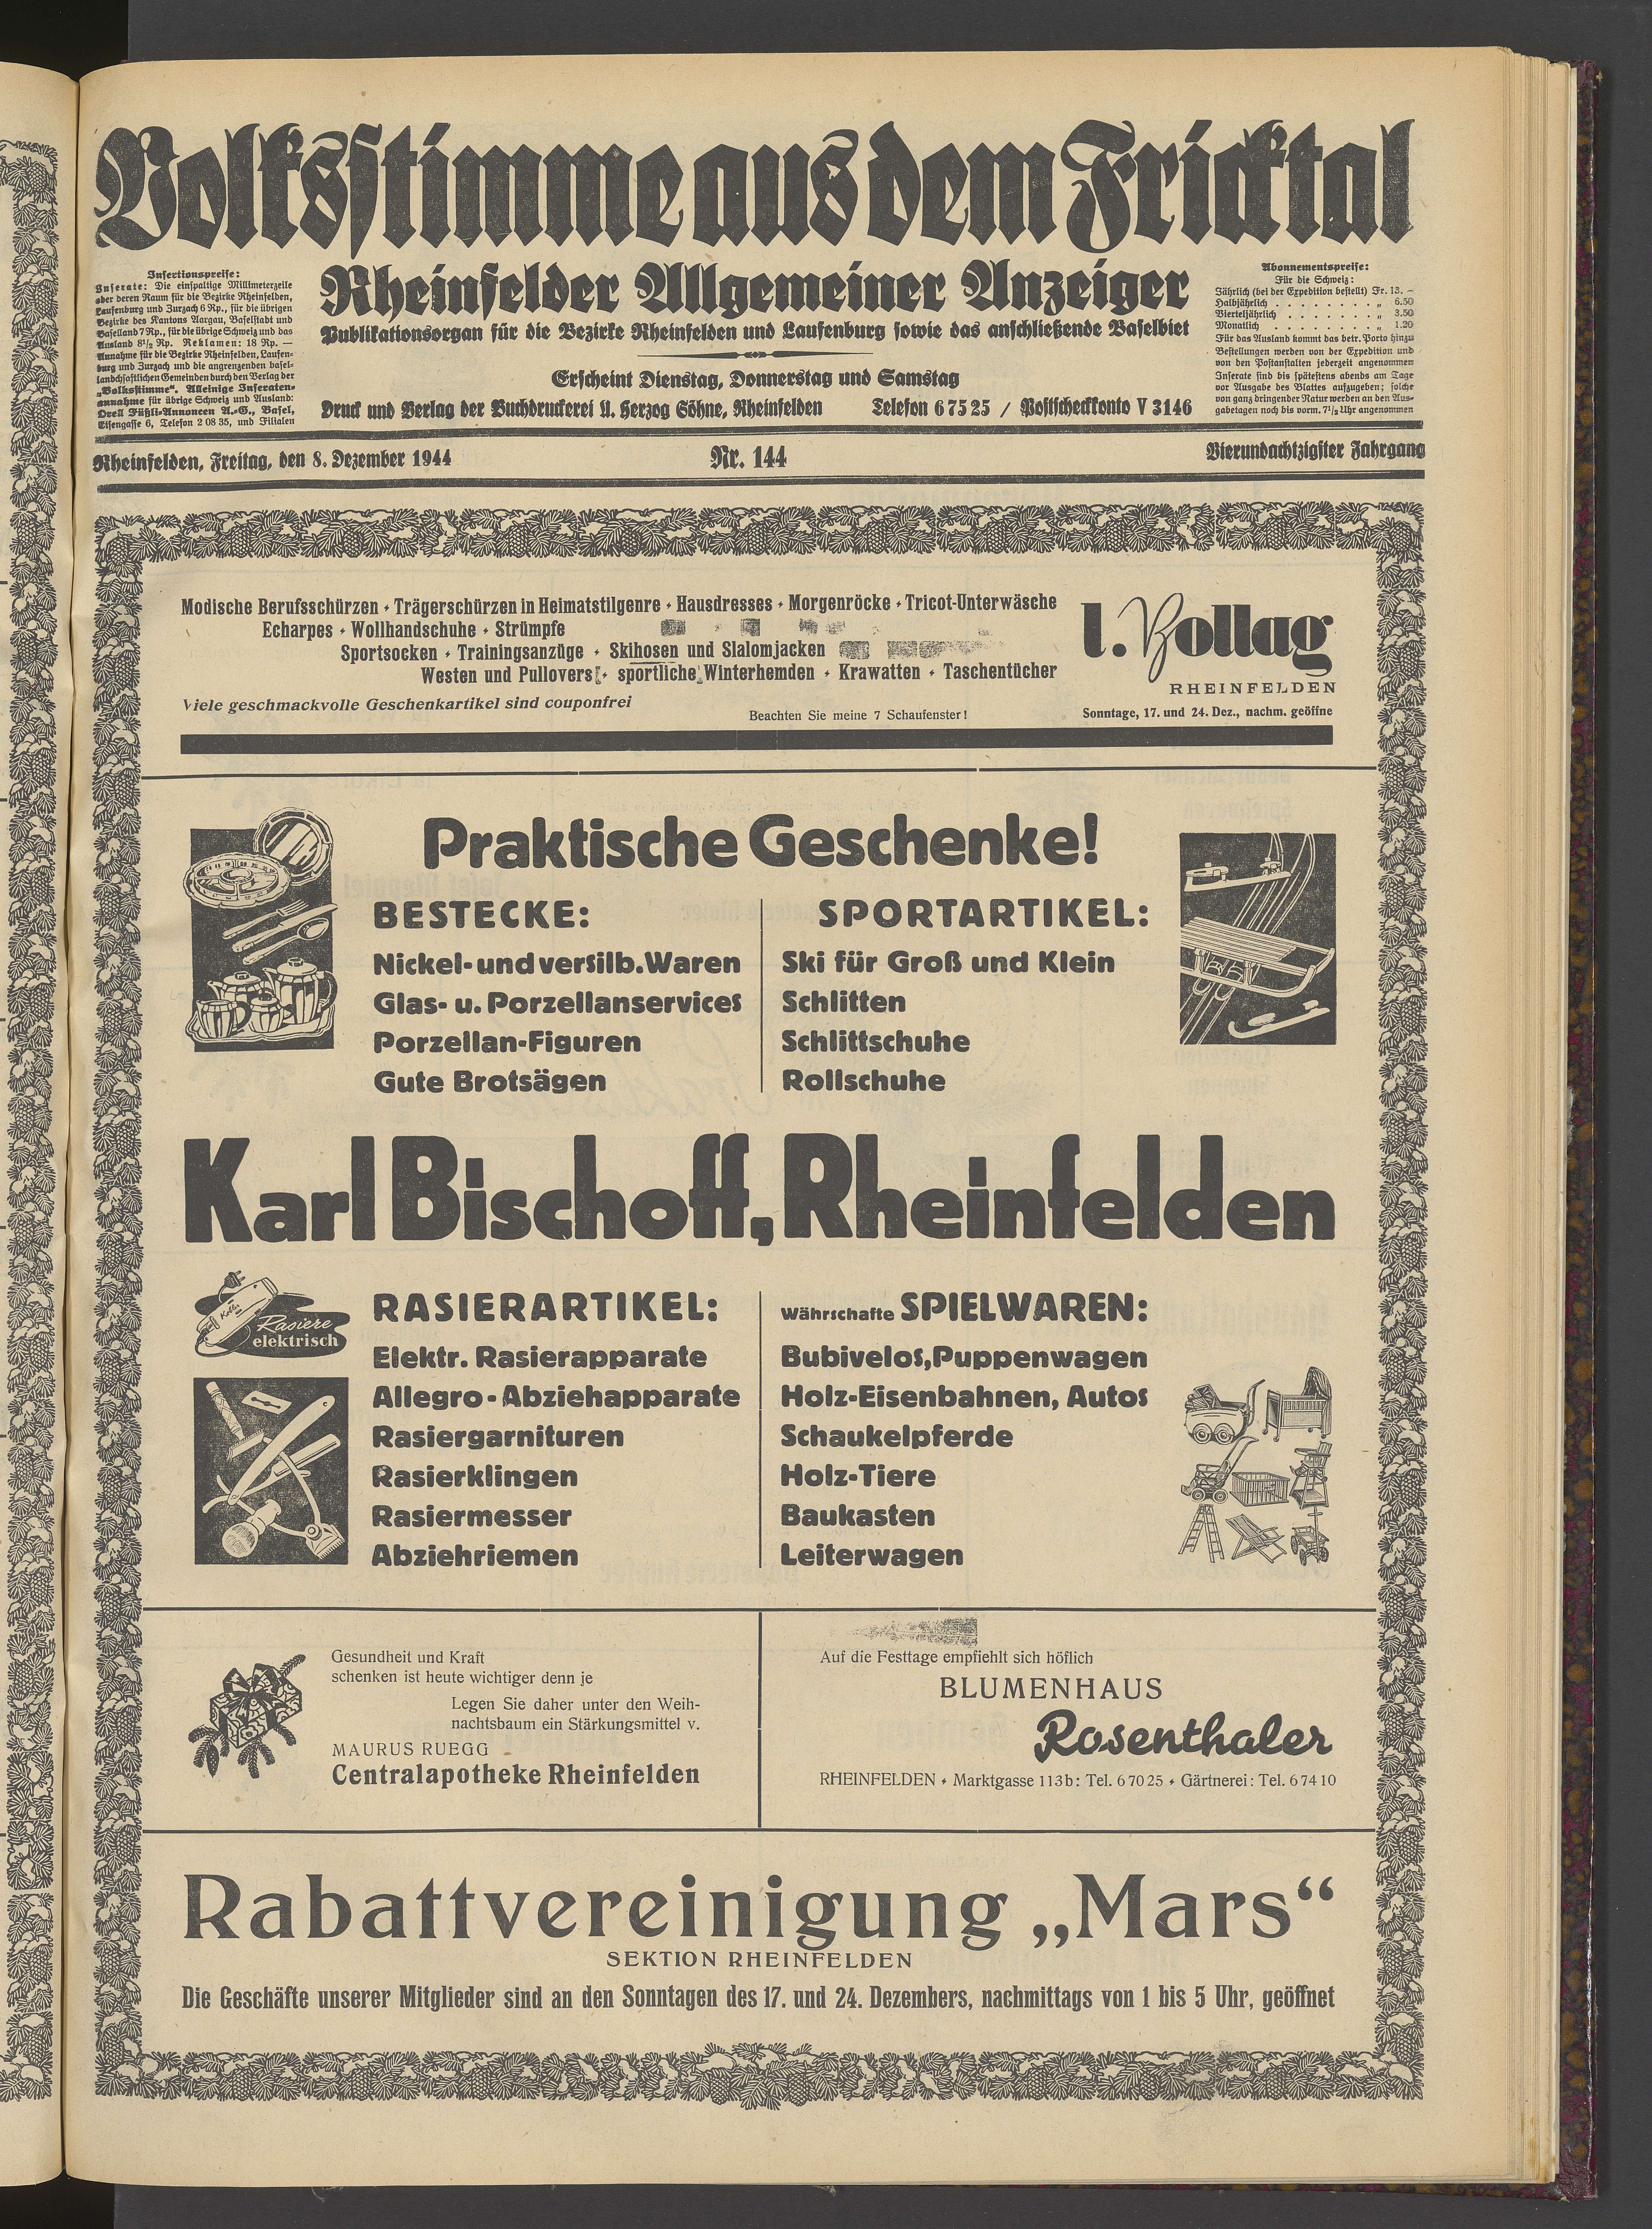 Volksstimme aus dem Fricktal
Insertionspreise:
Inserate: Die einspaltige Millimeterzeile
oder deren Raum für die Bezirke Rheinfelden,
Laufenburg und Zurzach 6 Rp., für die übrigen
Bezirke des Kantons Aargau, Baselstadt und
Baselland 7 Rp., für die übrige Schweiz und das
Ausland 8½ Rp. Reklamen: 18 Rp. —
Annahme für die Bezirke Rheinfelden, Laufen-
burg und Zurzach und die angrenzenden basel-
landschaftlichen Gemeinden durch den Verlag der
„Volksstimme". Alleinige Inseraten-
annahme für übrige Schweiz und Ausland:
Orell Füßli-Annoncen A.-G., Basel,
Eisengasse 6, Telefon 2 08 35, und Filialen
Rheinfelder Allgemeiner Anzeiger
Publikationsorgan für die Bezirke Rheinfelden und Laufenburg sowie das anschließende Baselbiet
Erscheint Dienstag, Donnerstag und Samstag
Druck und Verlag der Buchdruckerei U. Herzog Söhne, Rheinfelden Telefon 6 75 25 / Postscheckkonto V 3146
Abonnementspreise:
Für die Schweiz:
Jährlich (bei der Expedition bestellt) Fr. 13.–
Halbjährlich . . . . . . . . „ 6.50
Vierteljährlich . . . . . . . . „ 3.50
Monatlich . . . . . . . . „ 1.20
Für das Ausland kommt das betr. Porto hinzu
Bestellungen werden von der Expedition und
von den Postanstalten jederzeit angenommen
Inserate sind bis spätestens abends am Tage
vor Ausgabe des Blattes aufzugeben; solche
von ganz dringender Natur werden an den Aus-
gabetagen noch bis vorm. 7½ Uhr angenommen
Rheinfelden, Freitag, den 8. Dezember 1944 Nr. 144 Vierundachtzigster Jahrgang
Modische Berufsschürzen + Trägerschürzen in Heimatstilgenre + Hausdresses + Morgenröcke + Tricot-Unterwäsche
Echarpes + Wollhandschuhe + Strümpfe
Sportsocken + Trainingsanzüge + Skihosen und Slalomjacken
Westen und Pullovers + sportliche Winterhemden + Krawatten + Taschentücher
Viele geschmackvolle Geschenkartikel sind couponfrei
Beachten Sie meine 7 Schaufenster!
l. Bollag
RHEINFELDEN
Sonntage, 17. und 24. Dez., nachm. geöffne
Praktische Geschenke!
BESTECKE:
Nickel- und versilb. Waren
Glas- u. Porzellanservices
Porzellan-Figuren
Gute Brotsägen
SPORTARTIKEL:
Ski für Groß und Klein
Schlitten
Schlittschuhe
Rollschuhe
Karl Bischoff, Rheinfelden
Kobler
Rasiere
elektrisch
RASIERARTIKEL:
Elektr. Rasierapparate
Allegro-Abziehapparate
Rasiergarnituren
Rasierklingen
Rasiermesser
Abziehriemen
Währschafte SPIELWAREN:
Bubivelos, Puppenwagen
Holz-Eisenbahnen, Autos
Schaukelpferde
Holz-Tiere
Baukasten
Leiterwagen
Gesundheit und Kraft
schenken ist heute wichtiger denn je
Legen Sie daher unter den Weih-
nachtsbaum ein Stärkungsmittel v.
MAURUS RUEGG
Centralapotheke Rheinfelden
Auf die Festtage empfiehlt sich höflich
BLUMENHAUS
Rosenthaler
RHEINFELDEN + Marktgasse 113b: Tel. 6 70 25 + Gärtnerei: Tel. 6 74 10
Rabattvereinigung „Mars“
SEKTION RHEINFELDEN
Die Geschäfte unserer Mitglieder sind an den Sonntagen des 17. und 24. Dezembers, nachmittags von 1 bis 5 Uhr, geöffnet